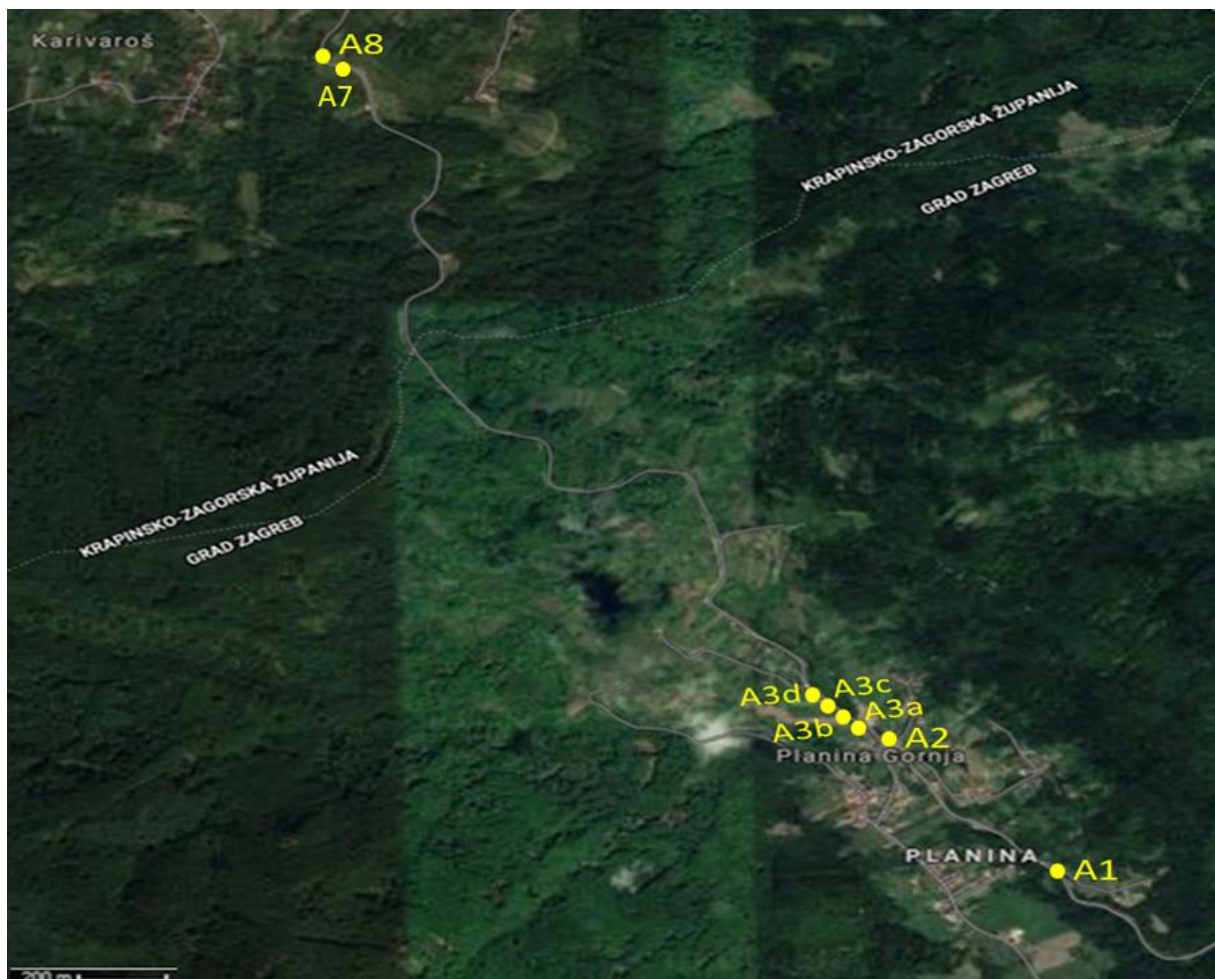 Karivaroš
A8
A7
KRAPINSKO-ZAGORSKA ŽUPANIJA
GRAD ZAGREB
KRAPINSKO-ZAGORSKA ŽUPANIJA
GRAD ZAGREB
A3d
A3c
A3b
A3a
A2
Planina Gornja
PLANINA
A1
200 m